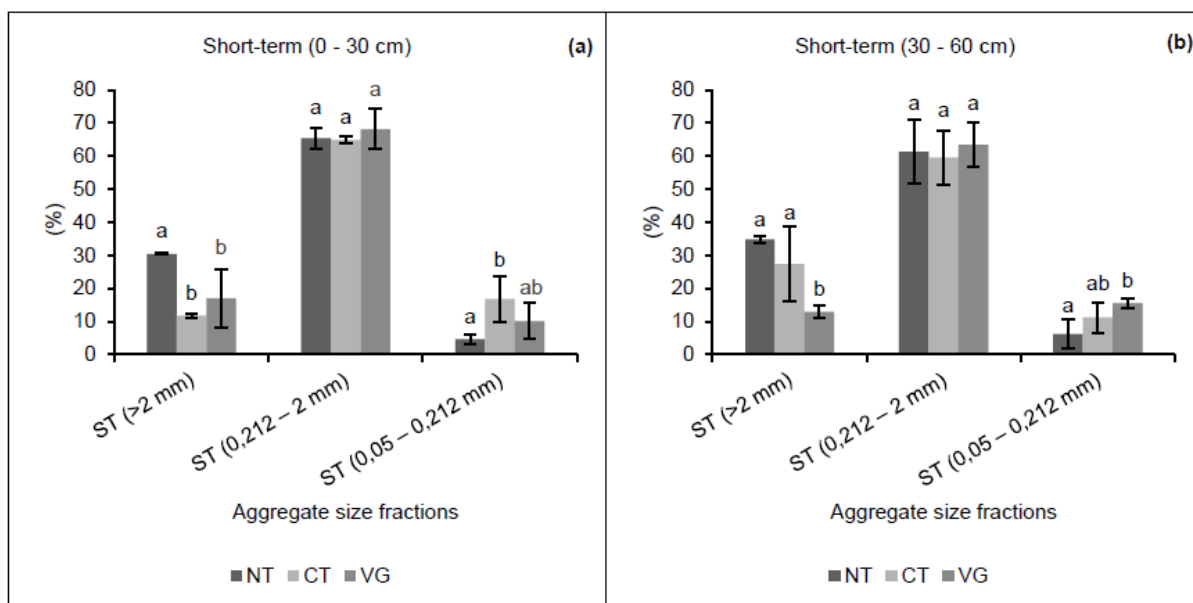 Short-term (0 - 30 cm)
(a)
80
70
60
50
40
30
20
10
0
(%)
a
b
b
a
a
a
a
b
ab
ST (>2 mm)
ST (0,212 – 2 mm)
ST (0,05 – 0,212 mm)
Aggregate size fractions
NT CT VG
Short-term (30 - 60 cm)
(b)
80
70
60
50
40
30
20
10
0
(%)
a
a
b
a
a
a
a
ab
b
ST (>2 mm)
ST (0,212 – 2 mm)
ST (0,05 – 0,212 mm)
Aggregate size fractions
NT CT VG